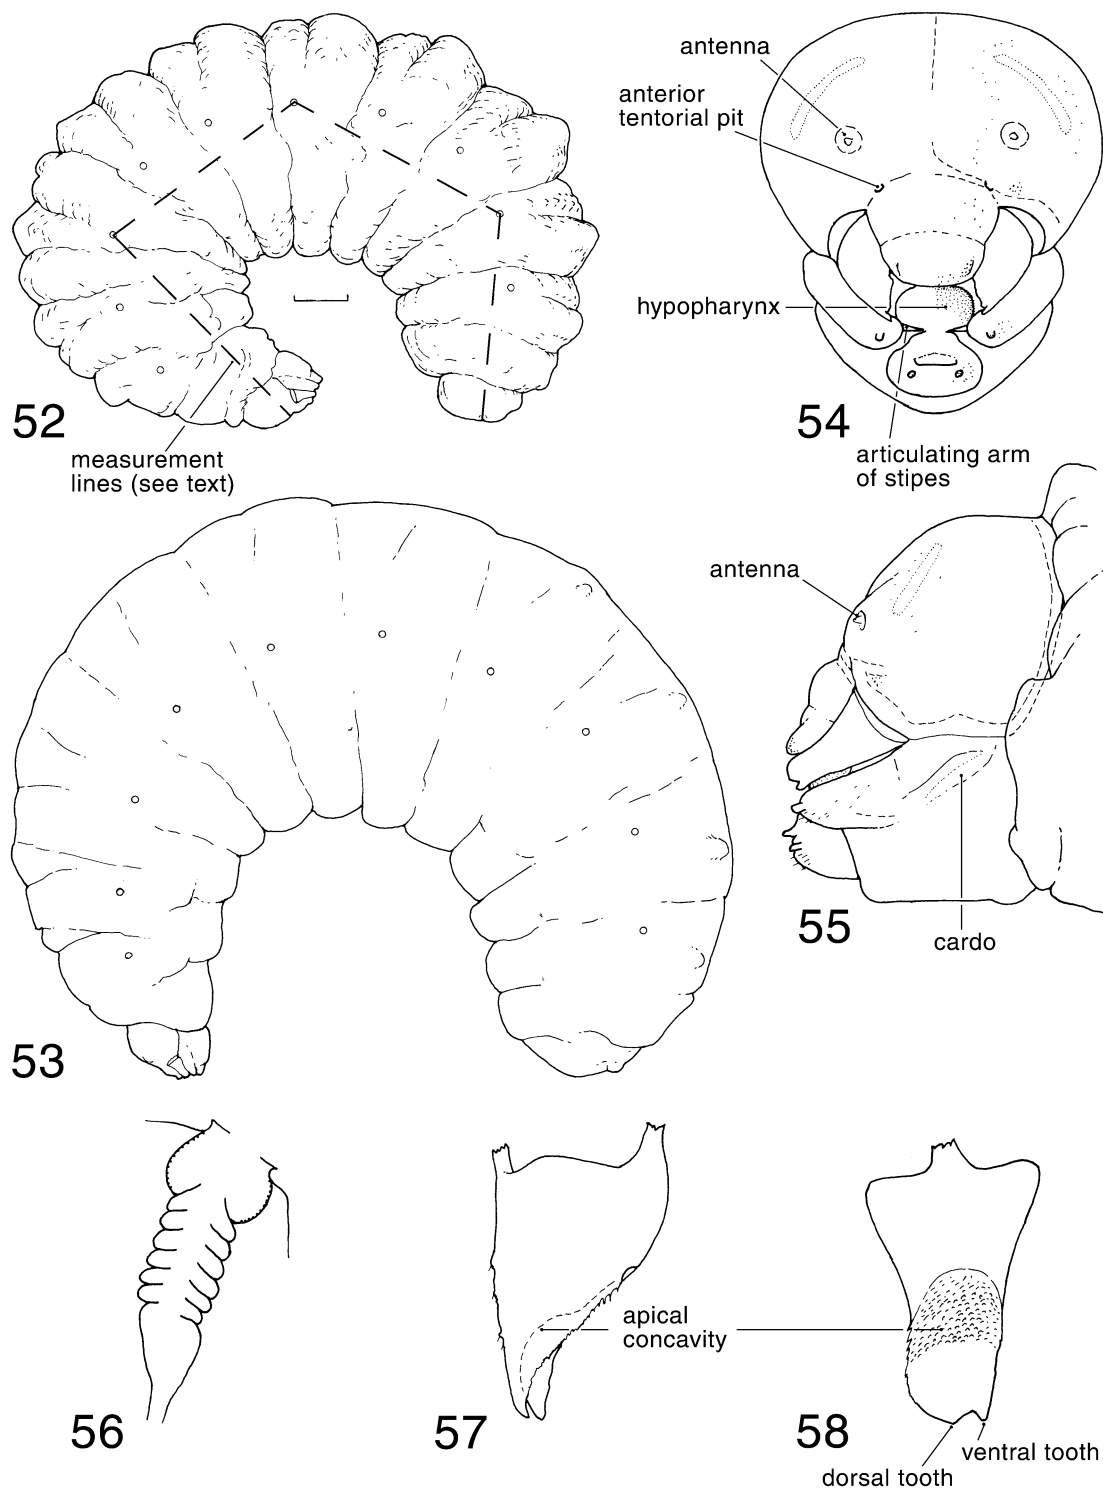 antenna
anterior
tentorial pit
hypopharynx
52
54
measurement
lines (see text)
articulating arm
of stipes
antenna
55
cardo
53
apical
concavity
56
57
58
ventral tooth
dorsal tooth